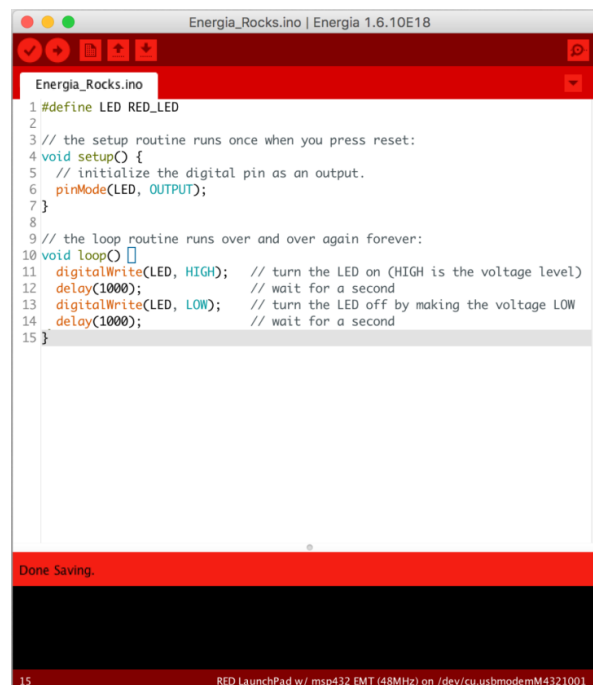 Energia_Rocks.ino | Energia 1.6.10E18
Energia_Rocks.ino
1 #define LED RED_LED
2
3 // the setup routine runs once when you press reset:
4 void setup() {
5   // initialize the digital pin as an output.
6   pinMode(LED, OUTPUT);
7 }
8
9 // the loop routine runs over and over again forever:
10 void loop() {
11   digitalWrite(LED, HIGH);   // turn the LED on (HIGH is the voltage level)
12   delay(1000);               // wait for a second
13   digitalWrite(LED, LOW);    // turn the LED off by making the voltage LOW
14   delay(1000);               // wait for a second
15 }
Done Saving.
15 RED LaunchPad w/ msp432 EMT (48MHz) on /dev/cu.usbmodemM4321001